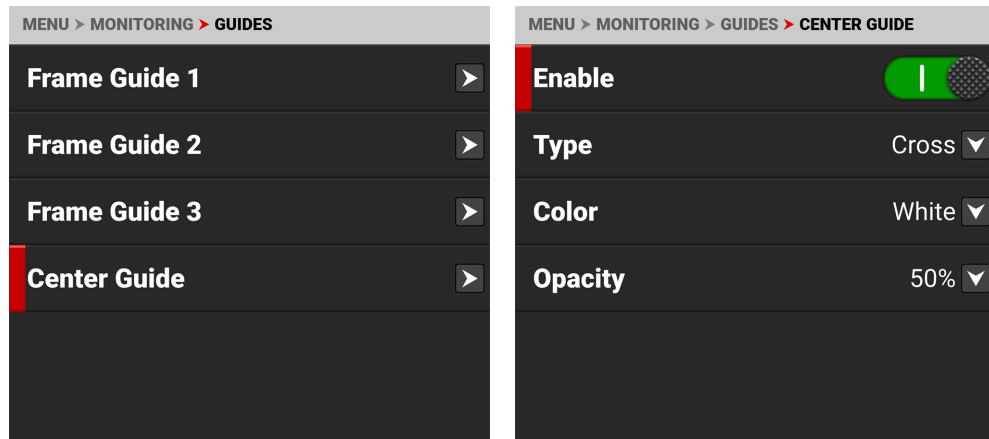 MENU > MONITORING > GUIDES
Frame Guide 1
Frame Guide 2
Frame Guide 3
Center Guide
MENU > MONITORING > GUIDES > CENTER GUIDE
Enable
Type Cross
Color White
Opacity 50%